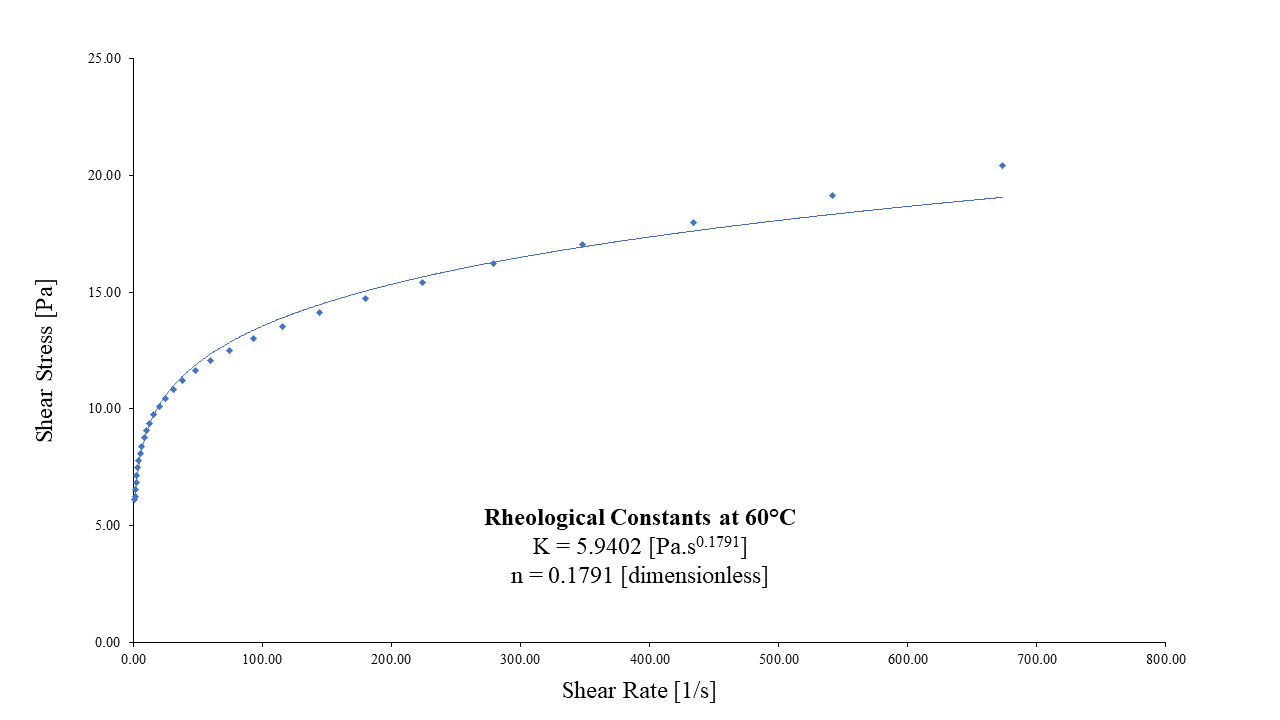 25.00
20.00
15.00
10.00
5.00
0.00
Shear Stress [Pa]
Rheological Constants at 60°C
K = 5.9402 [Pa.s^0.1791]
n = 0.1791 [dimensionless]
0.00 100.00 200.00 300.00 400.00 500.00 600.00 700.00 800.00
Shear Rate [1/s]